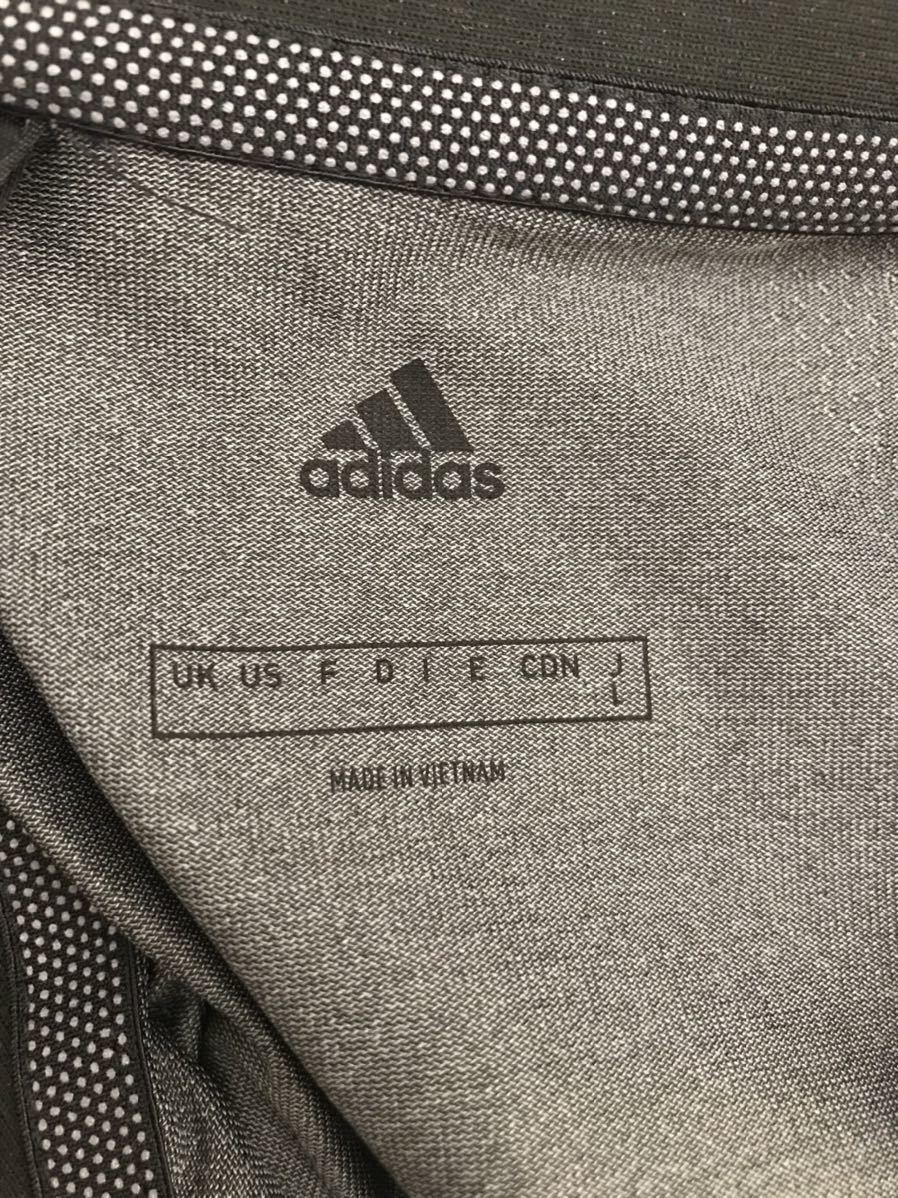 adidas
UK US F D I E CDN J
L
MADE IN VIETNAM